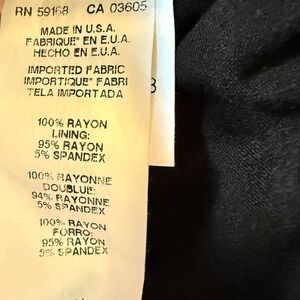 RN 59168 CA 03605
MADE IN U.S.A.
FABRIQUE" EN E.U.A.
HECHO EN E.U.A.
IMPORTED FABRIC
IMPORTIQUE" FABRI
TELA IMPORTADA
100% RAYON
LINING:
95% RAYON
5% SPANDEX
100% RAYONNE
DOUBLUE:
94% RAYONNE
5% SPANDEX
100% RAYON
FORRO:
95% RAYON
5% SPANDEX